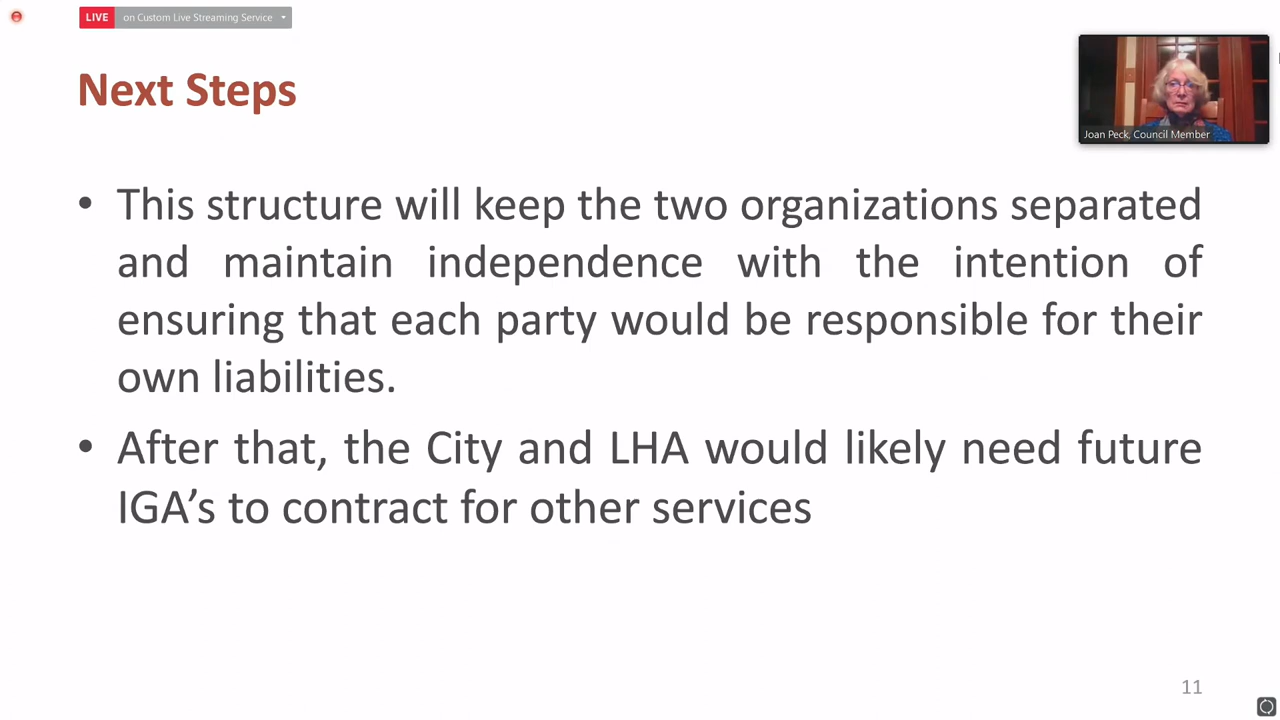 LIVE on Custom Live Streaming Service
Next Steps
Joan Peck, Council Member
• This structure will keep the two organizations separated
and maintain independence with the intention of
ensuring that each party would be responsible for their
own liabilities.
• After that, the City and LHA would likely need future
IGA’s to contract for other services
11